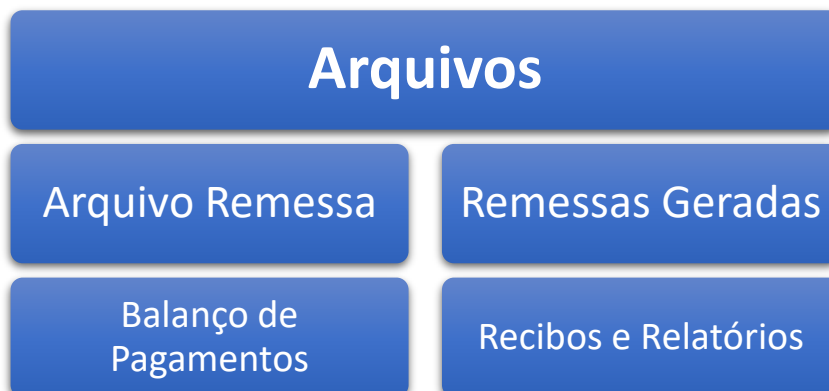 Arquivos
Arquivo Remessa
Remessas Geradas
Balanço de
Pagamentos
Recibos e Relatórios